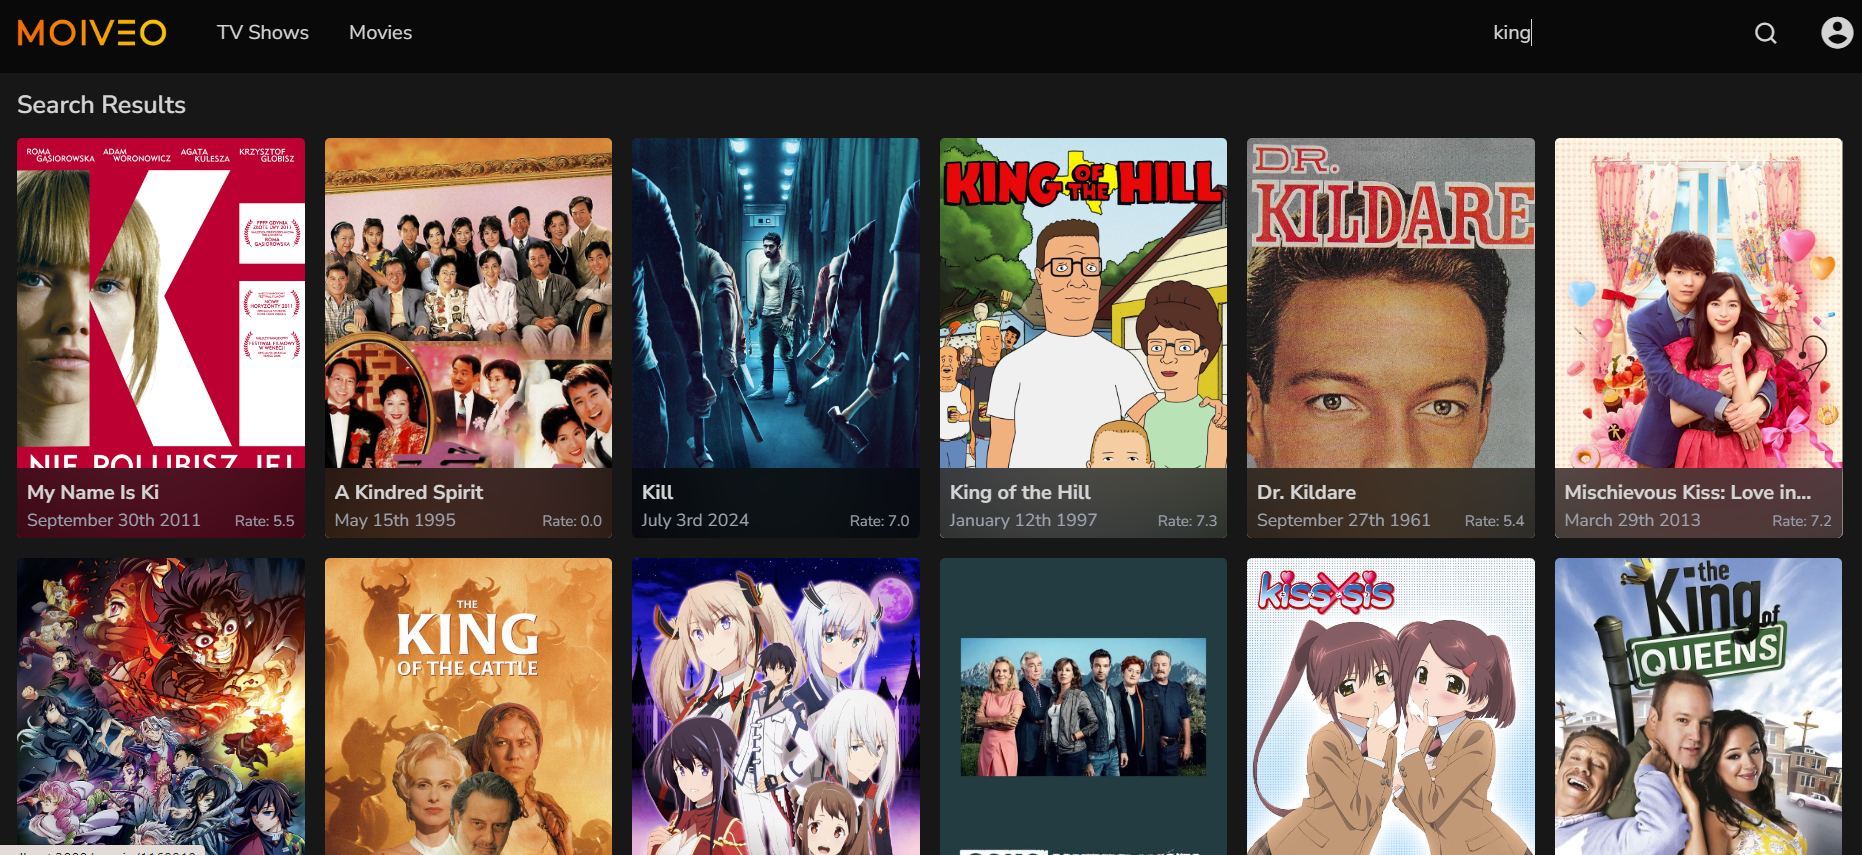 MOIVEO
TV Shows
Movies
king
Search Results
ROMA GĄSIOROWSKA
ADAM WORONOWICZ
AGATA KULESZA
KRZYSZTOF GLOBISZ
Ki
NIE POLUBISZ JEJ
My Name Is Ki
September 30th 2011 Rate: 5.5
A Kindred Spirit
May 15th 1995 Rate: 0.0
Kill
July 3rd 2024 Rate: 7.0
KING OF THE HILL
King of the Hill
January 12th 1997 Rate: 7.3
DR.
KILDARE
Dr. Kildare
September 27th 1961 Rate: 5.4
Mischievous Kiss: Love in...
March 29th 2013 Rate: 7.2
THE
KING
OF THE CATTLE
kiss×sis
the
King of
QUEENS